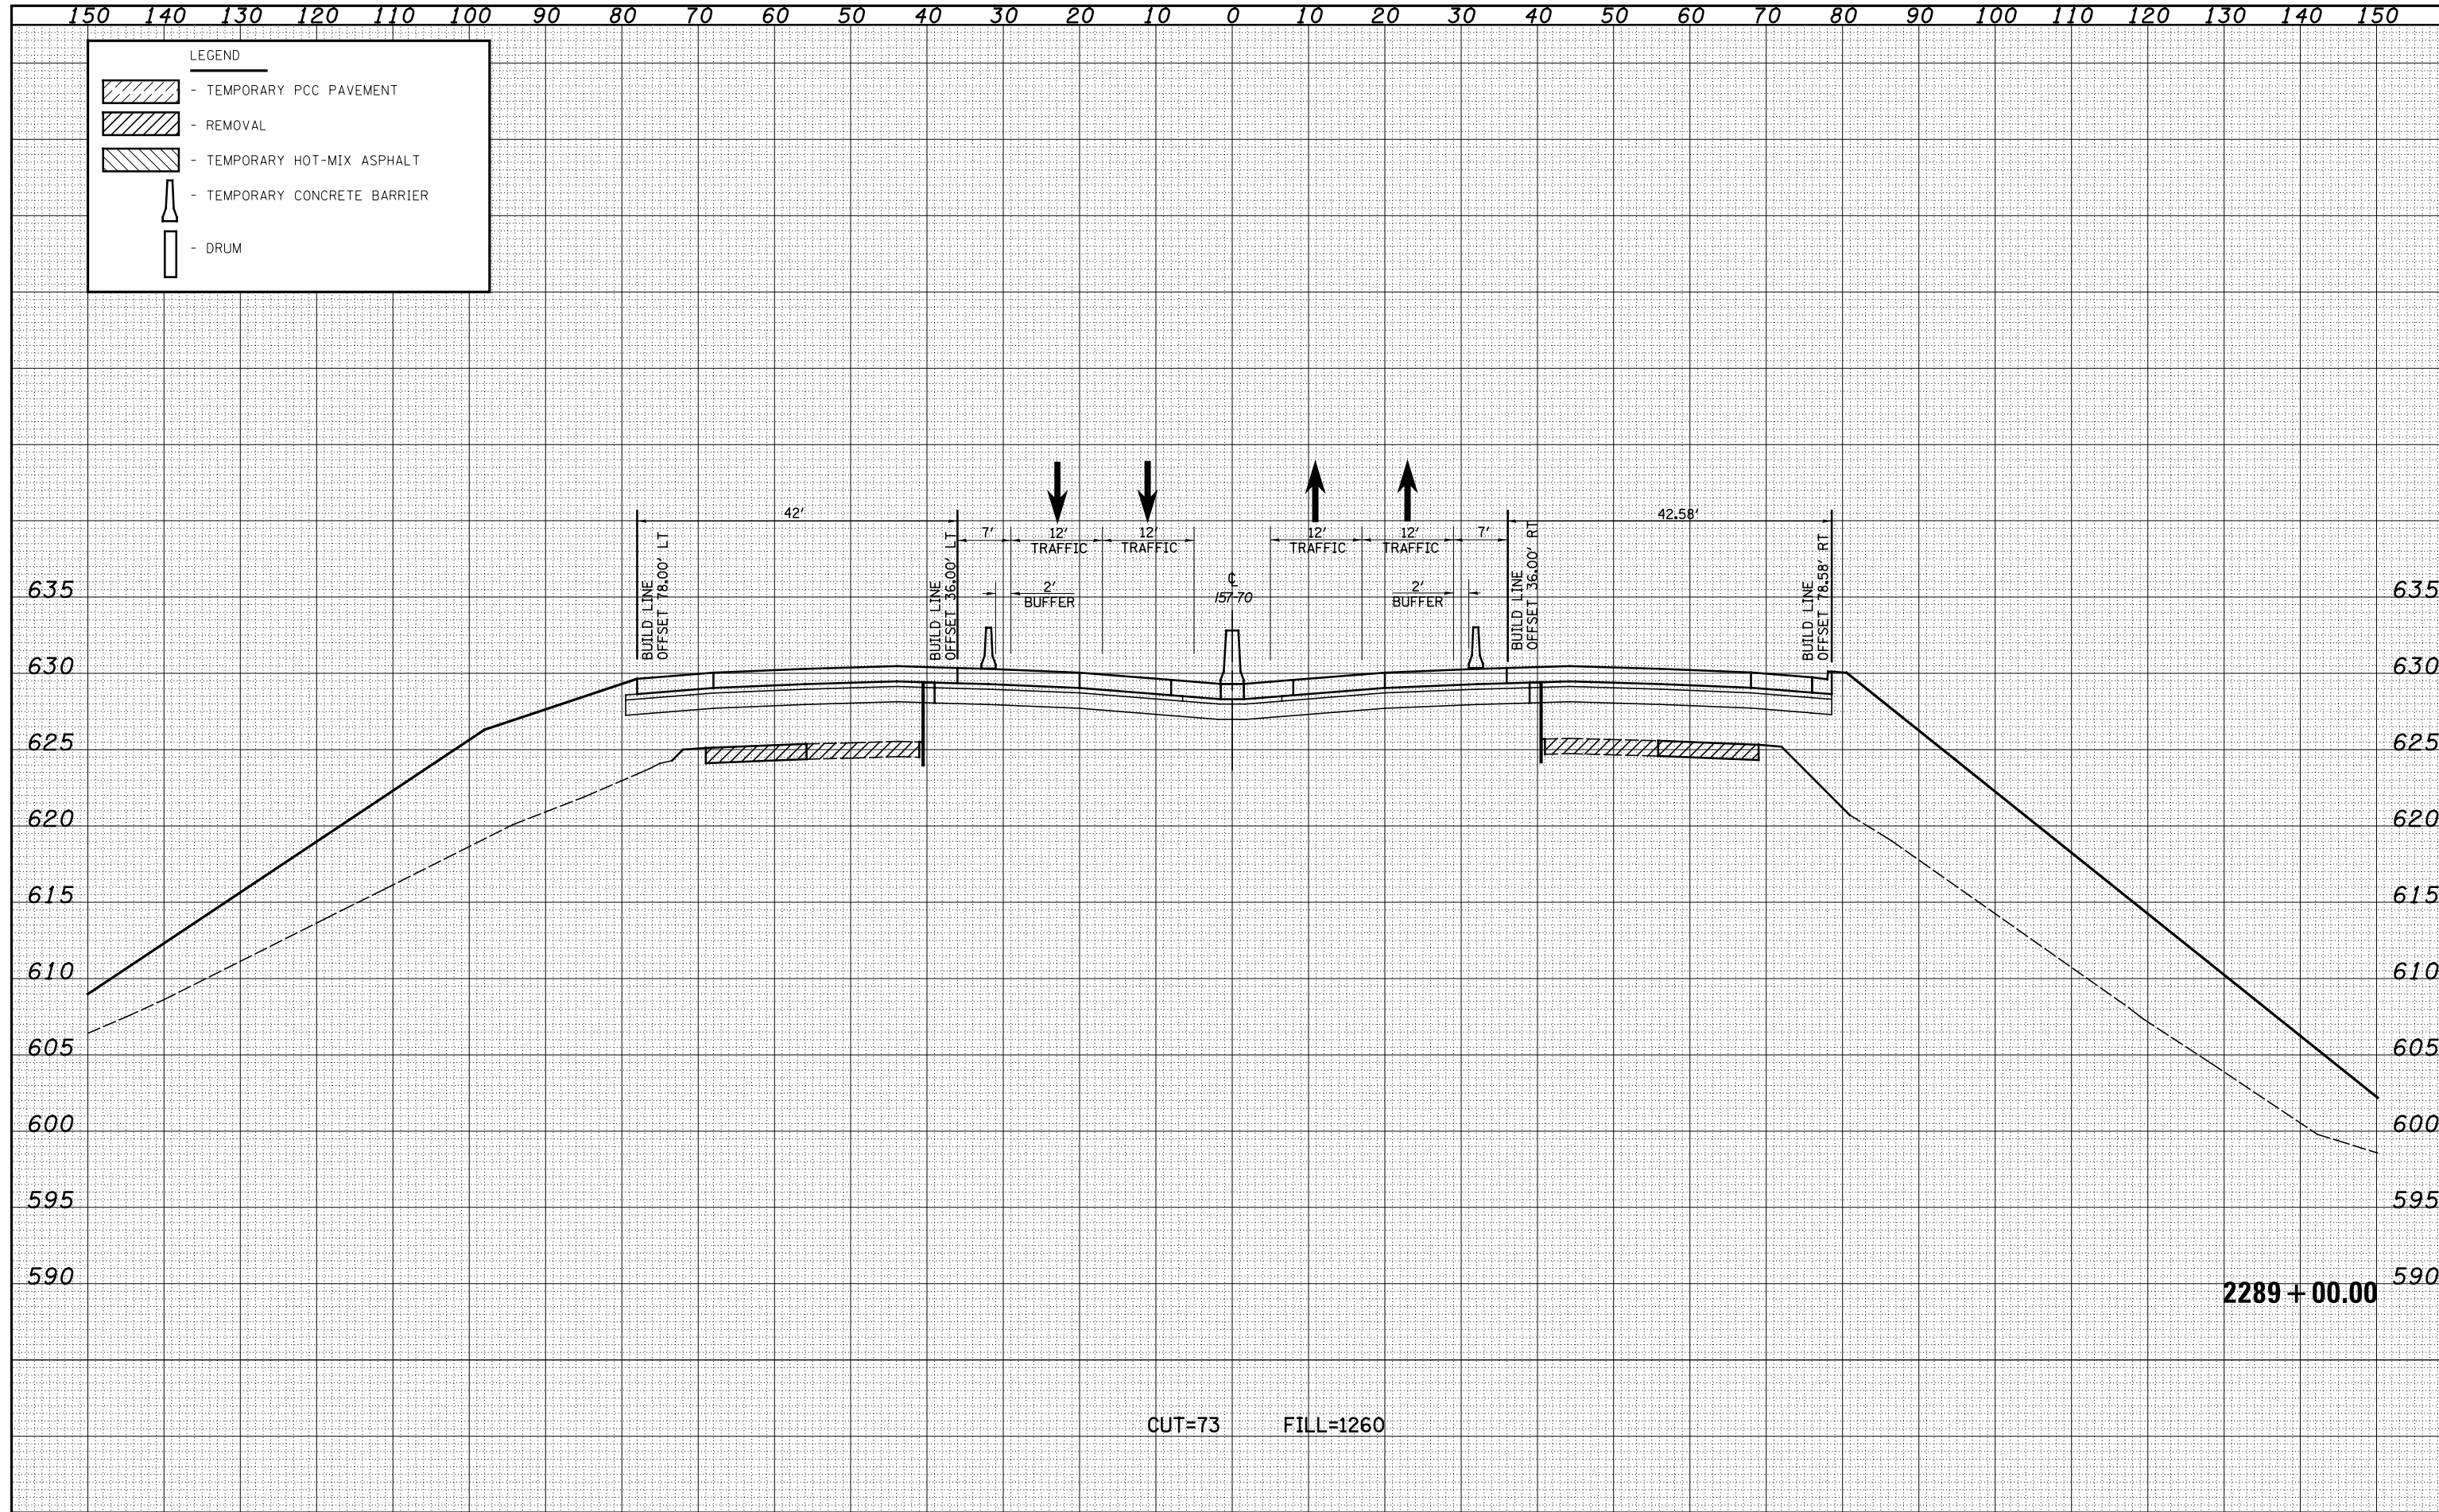 150 140 130 120 110 100 90 80 70 60 50 40 30 20 10 0 10 20 30 40 50 60 70 80 90 100 110 120 130 140 150
LEGEND
- TEMPORARY PCC PAVEMENT
- REMOVAL
- TEMPORARY HOT-MIX ASPHALT
- TEMPORARY CONCRETE BARRIER
- DRUM
42'
7'
12'
TRAFFIC
12'
TRAFFIC
12'
TRAFFIC
12'
TRAFFIC
7'
42.58'
BUILD LINE
OFFSET 78.00' LT
BUILD LINE
OFFSET 36.00' LT
2'
BUFFER
℄
157-70
2'
BUFFER
BUILD LINE
OFFSET 36.00' RT
BUILD LINE
OFFSET 78.58' RT
635 635
630 630
625 625
620 620
615 615
610 610
605 605
600 600
595 595
590 590
2289+00.00
CUT=73 FILL=1260